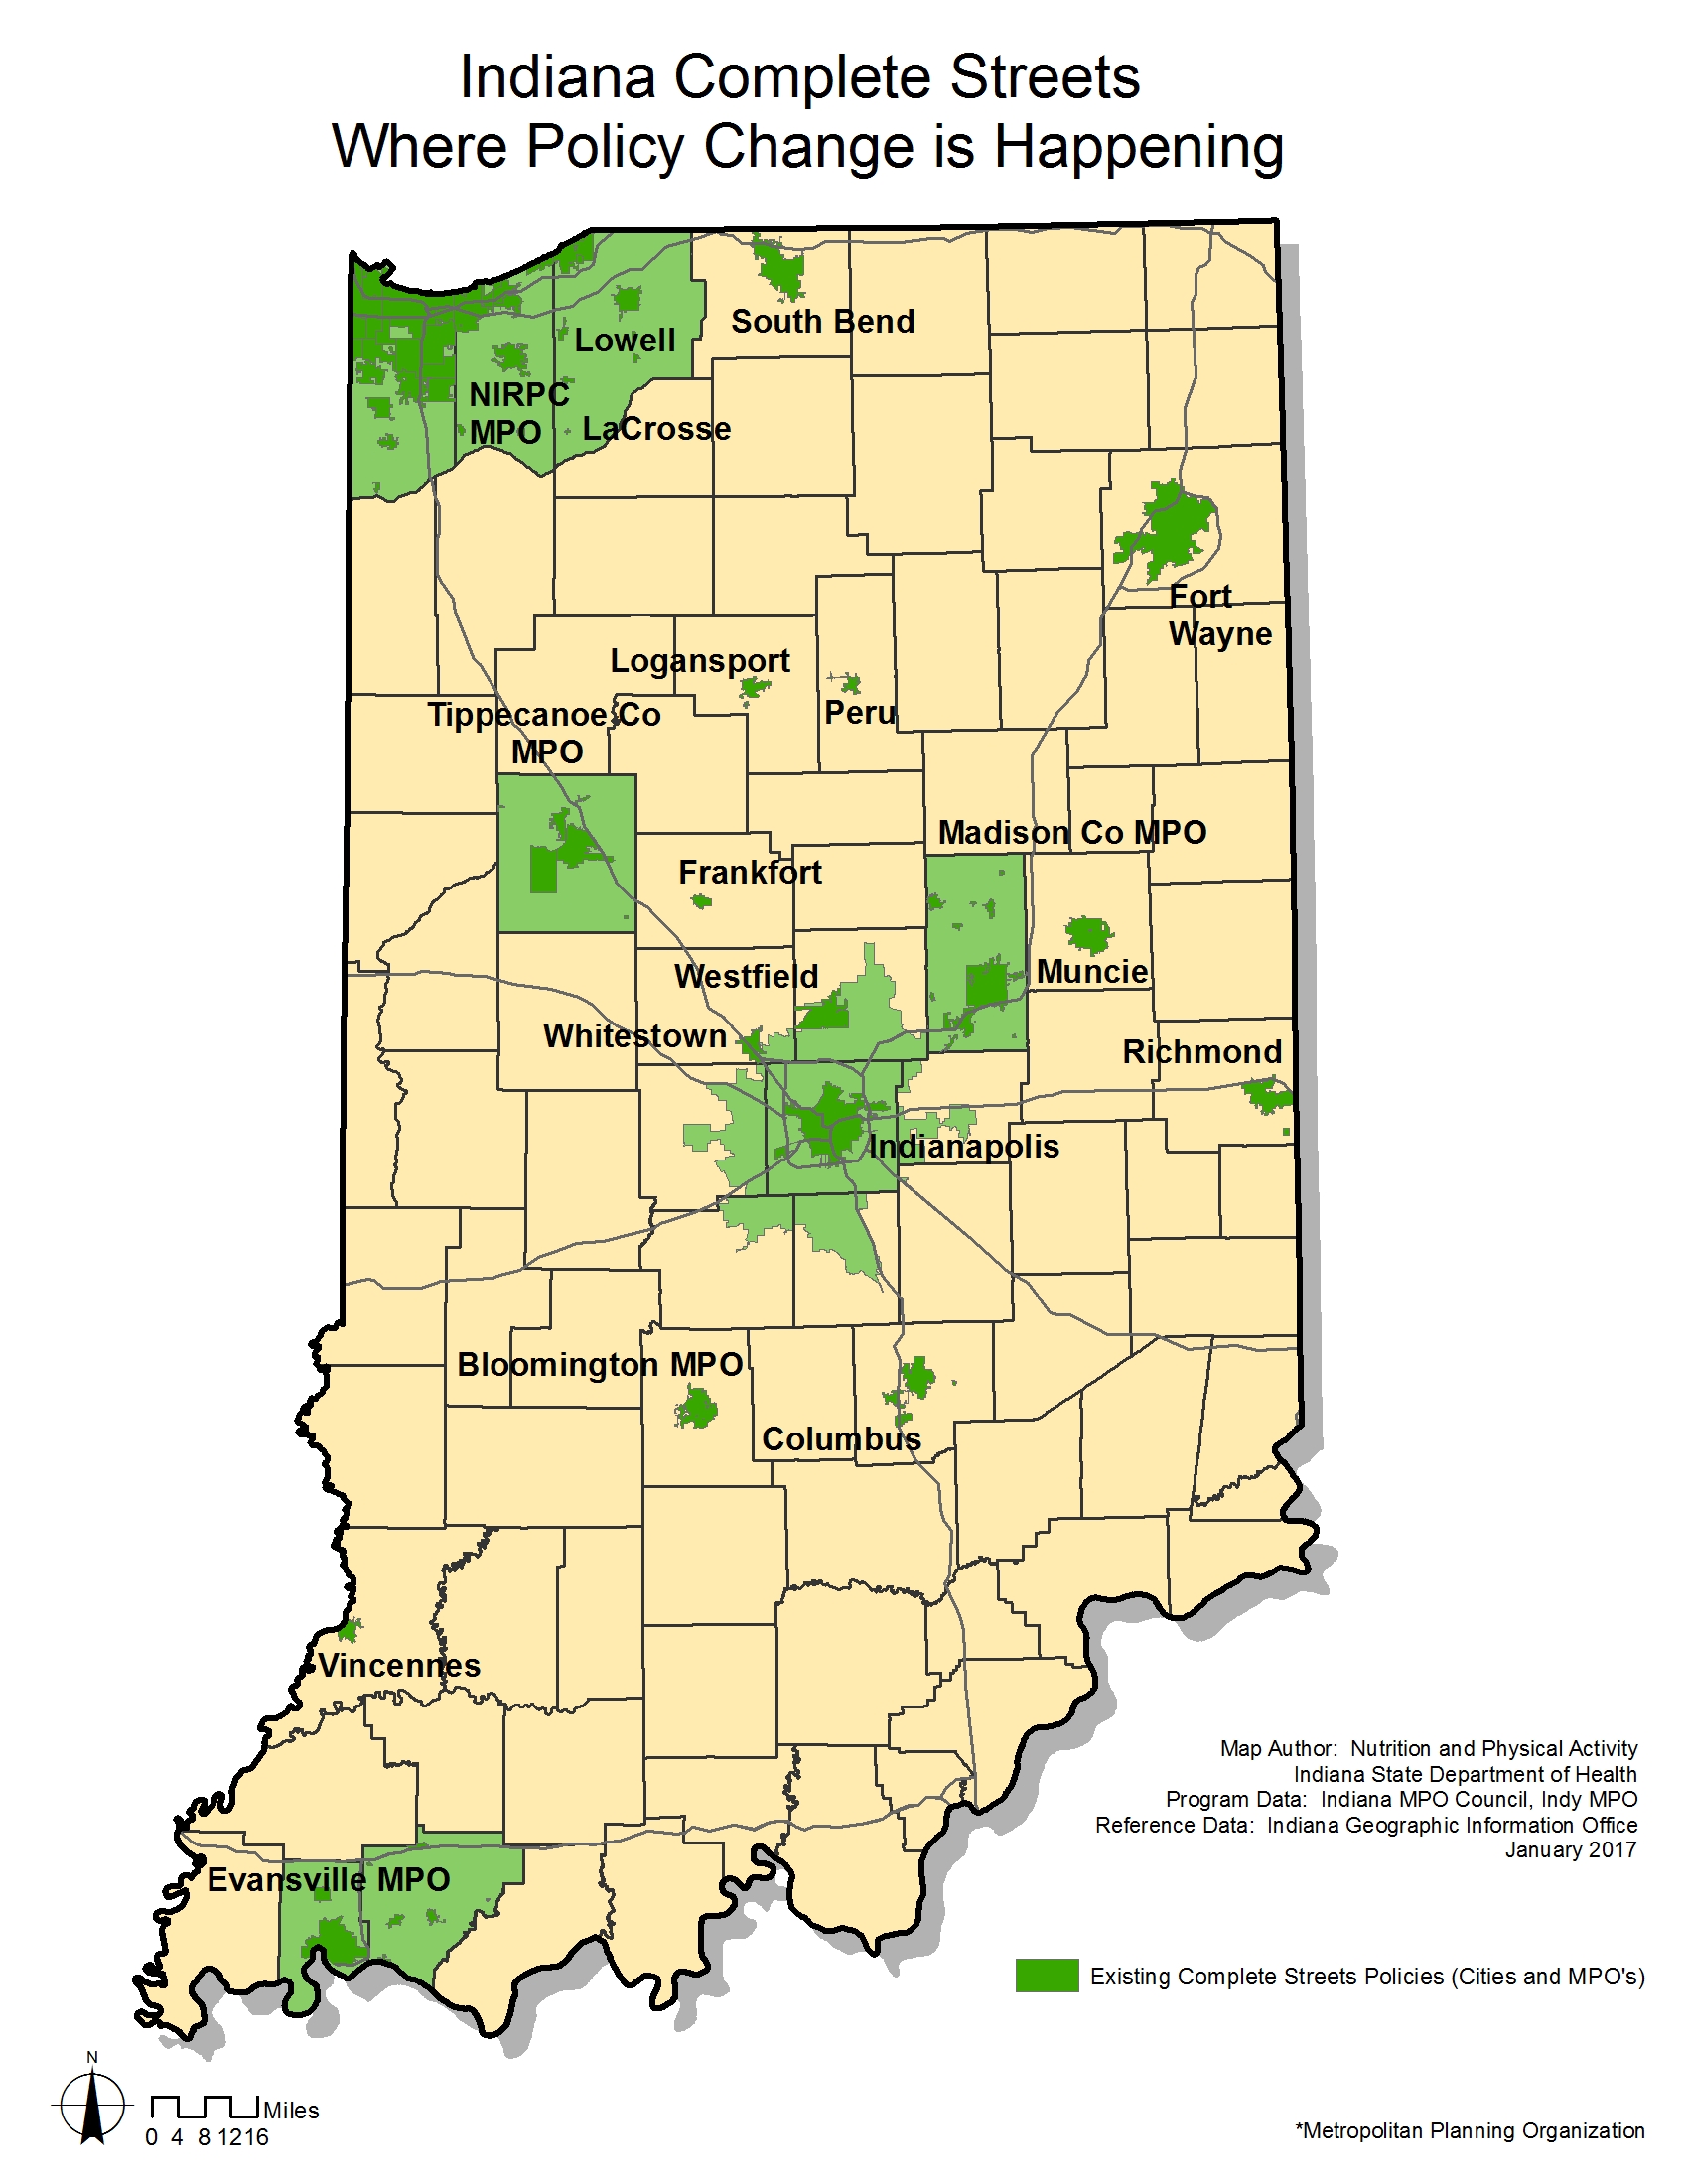 Indiana Complete Streets
Where Policy Change is Happening
South Bend
Lowell
NIRPC
MPO
LaCrosse
Fort
Wayne
Logansport
Peru
Tippecanoe Co
MPO
Madison Co MPO
Frankfort
Muncie
Westfield
Whitestown
Richmond
Indianapolis
Bloomington MPO
Columbus
Vincennes
Evansville MPO
Map Author:  Nutrition and Physical Activity
Indiana State Department of Health
Program Data:  Indiana MPO Council, Indy MPO
Reference Data:  Indiana Geographic Information Office
January 2017
Existing Complete Streets Policies (Cities and MPO's)
N
Miles
0 4 8 12 16
*Metropolitan Planning Organization